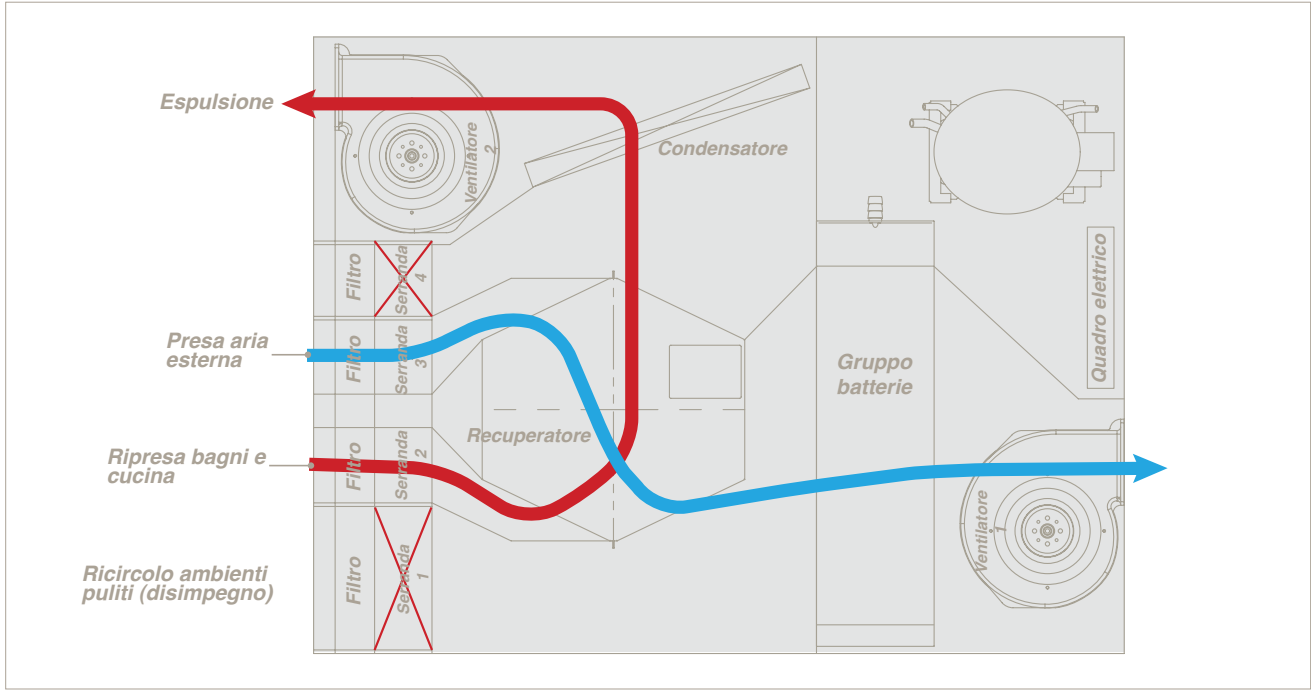 Espulsione
Ventilatore
2
Condensatore
Filtro
Serranda
4
Presa aria
esterna
Filtro
Serranda
3
Gruppo
batterie
Quadro elettrico
Recuperatore
Ripresa bagni e
cucina
Filtro
Serranda
2
Ventilatore
1
Ricircolo ambienti
puliti (disimpegno)
Filtro
Serranda
1